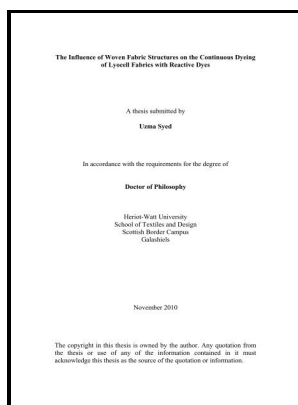 The Influence of Woven Fabric Structures on the Continuous Dyeing
of Lyocell Fabrics with Reactive Dyes
A thesis submitted by
Uzma Syed
In accordance with the requirements for the degree of
Doctor of Philosophy
Heriot-Watt University
School of Textiles and Design
Scottish Border Campus
Galashiels
November 2010
The copyright in this thesis is owned by the author. Any quotation from
the thesis or use of any of the information contained in it must
acknowledge this thesis as the source of the quotation or information.